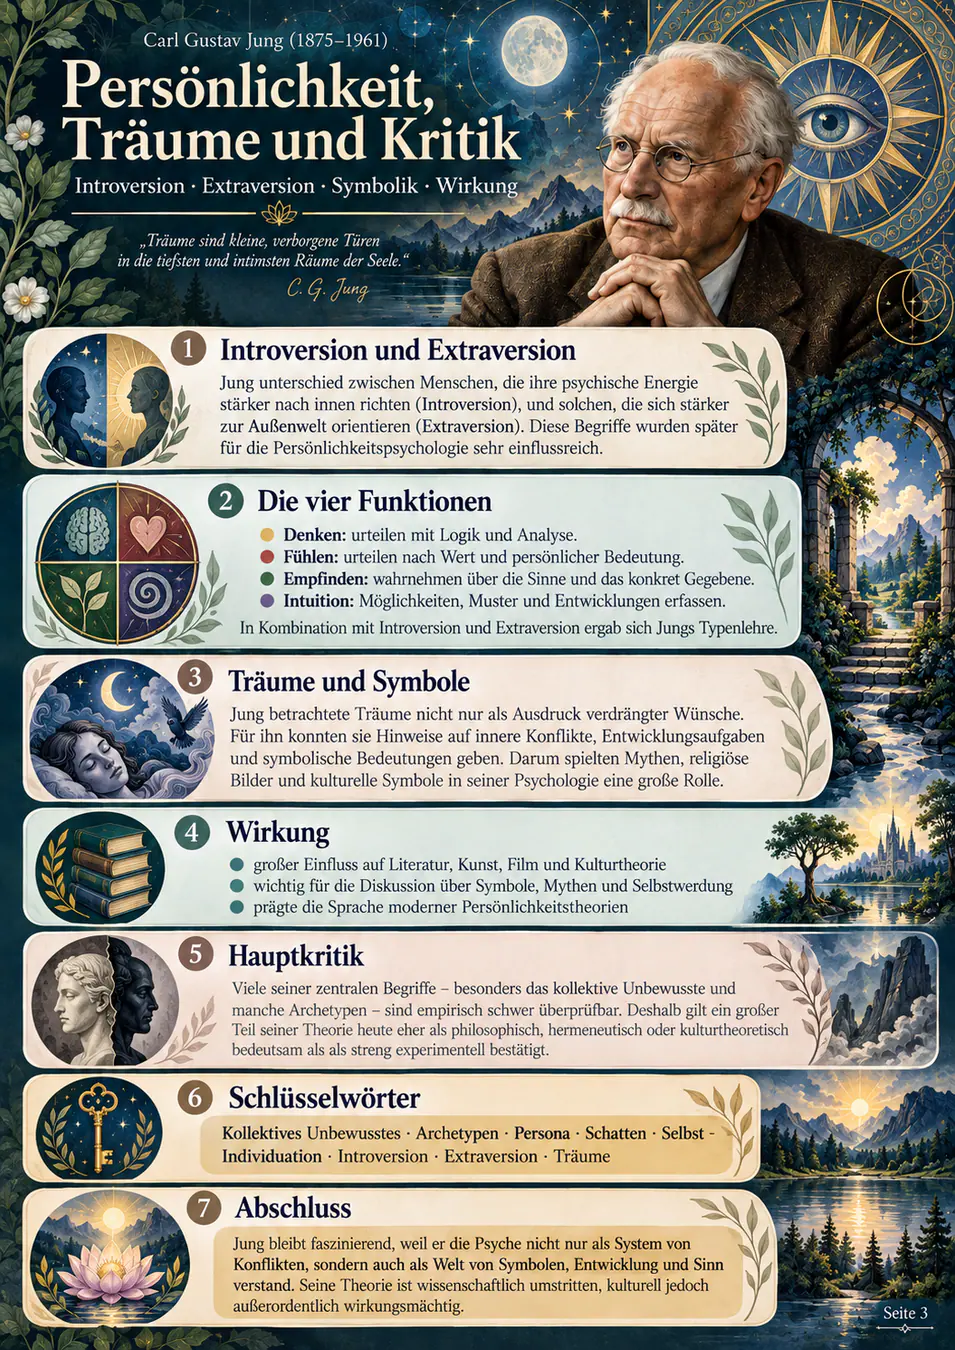 Carl Gustav Jung (1875–1961)
Persönlichkeit,
Träume und Kritik
Introversion · Extraversion · Symbolik · Wirkung
„Träume sind kleine, verborgene Türen
in die tiefsten und intimsten Räume der Seele.“
C. G. Jung
1 Introversion und Extraversion
Jung unterschied zwischen Menschen, die ihre psychische Energie
stärker nach innen richten (Introversion), und solchen, die sich stärker
zur Außenwelt orientieren (Extraversion). Diese Begriffe wurden später
für die Persönlichkeitspsychologie sehr einflussreich.
2 Die vier Funktionen
Denken: urteilen mit Logik und Analyse.
Fühlen: urteilen nach Wert und persönlicher Bedeutung.
Empfinden: wahrnehmen über die Sinne und das konkret Gegebene.
Intuition: Möglichkeiten, Muster und Entwicklungen erfassen.
In Kombination mit Introversion und Extraversion ergab sich Jungs Typenlehre.
3 Träume und Symbole
Jung betrachtete Träume nicht nur als Ausdruck verdrängter Wünsche.
Für ihn konnten sie Hinweise auf innere Konflikte, Entwicklungsaufgaben
und symbolische Bedeutungen geben. Darum spielten Mythen, religiöse
Bilder und kulturelle Symbole in seiner Psychologie eine große Rolle.
4 Wirkung
großer Einfluss auf Literatur, Kunst, Film und Kulturtheorie
wichtig für die Diskussion über Symbole, Mythen und Selbstwerdung
prägte die Sprache moderner Persönlichkeitstheorien
5 Hauptkritik
Viele seiner zentralen Begriffe – besonders das kollektive Unbewusste und
manche Archetypen – sind empirisch schwer überprüfbar. Deshalb gilt ein großer
Teil seiner Theorie heute eher als philosophisch, hermeneutisch oder kulturtheoretisch
bedeutsam als als streng experimentell bestätigt.
6 Schlüsselwörter
Kollektives Unbewusstes · Archetypen · Persona · Schatten · Selbst -
Individuation · Introversion · Extraversion · Träume
7 Abschluss
Jung bleibt faszinierend, weil er die Psyche nicht nur als System von
Konflikten, sondern auch als Welt von Symbolen, Entwicklung und Sinn
verstand. Seine Theorie ist wissenschaftlich umstritten, kulturell jedoch
außerordentlich wirkungsmächtig.
Seite 3